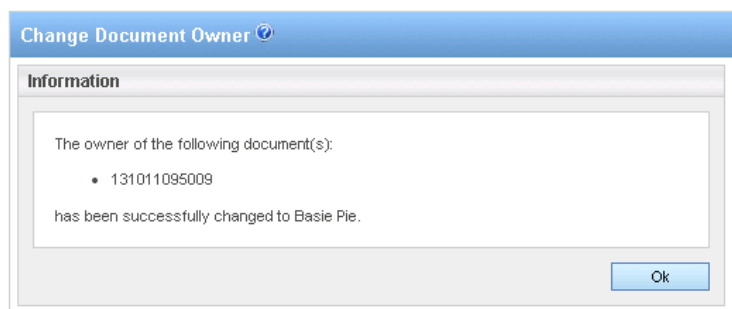 Change Document Owner
Information
The owner of the following document(s):
• 131011095009
has been successfully changed to Basie Pie.
Ok